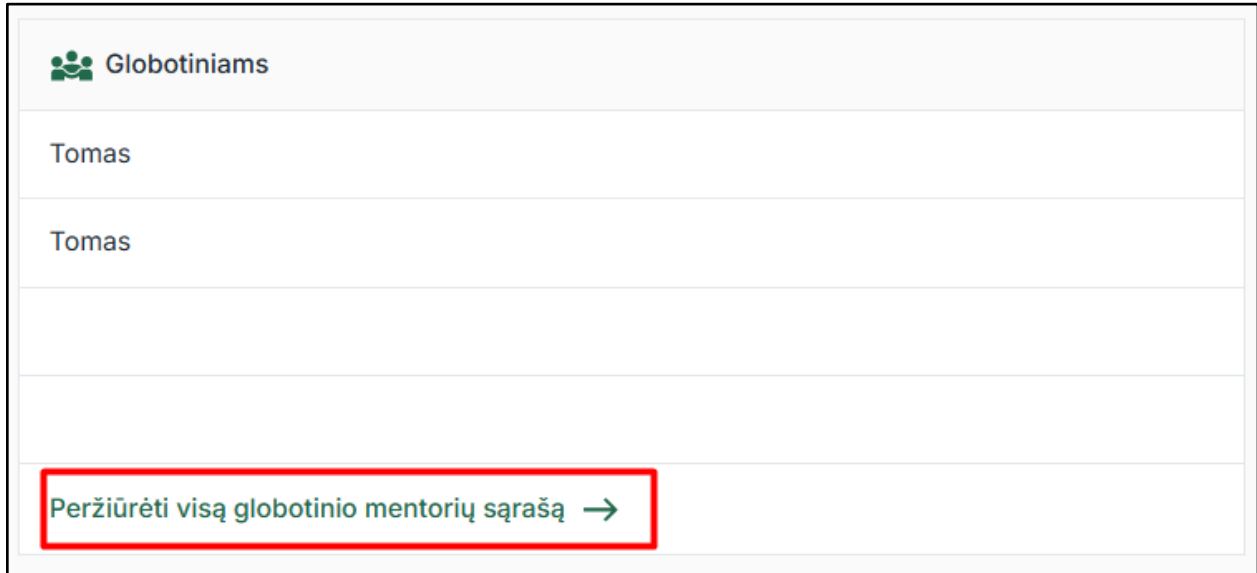 Globotiniams
Tomas
Tomas
Peržiūrėti visą globotinio mentorių sąrašą →